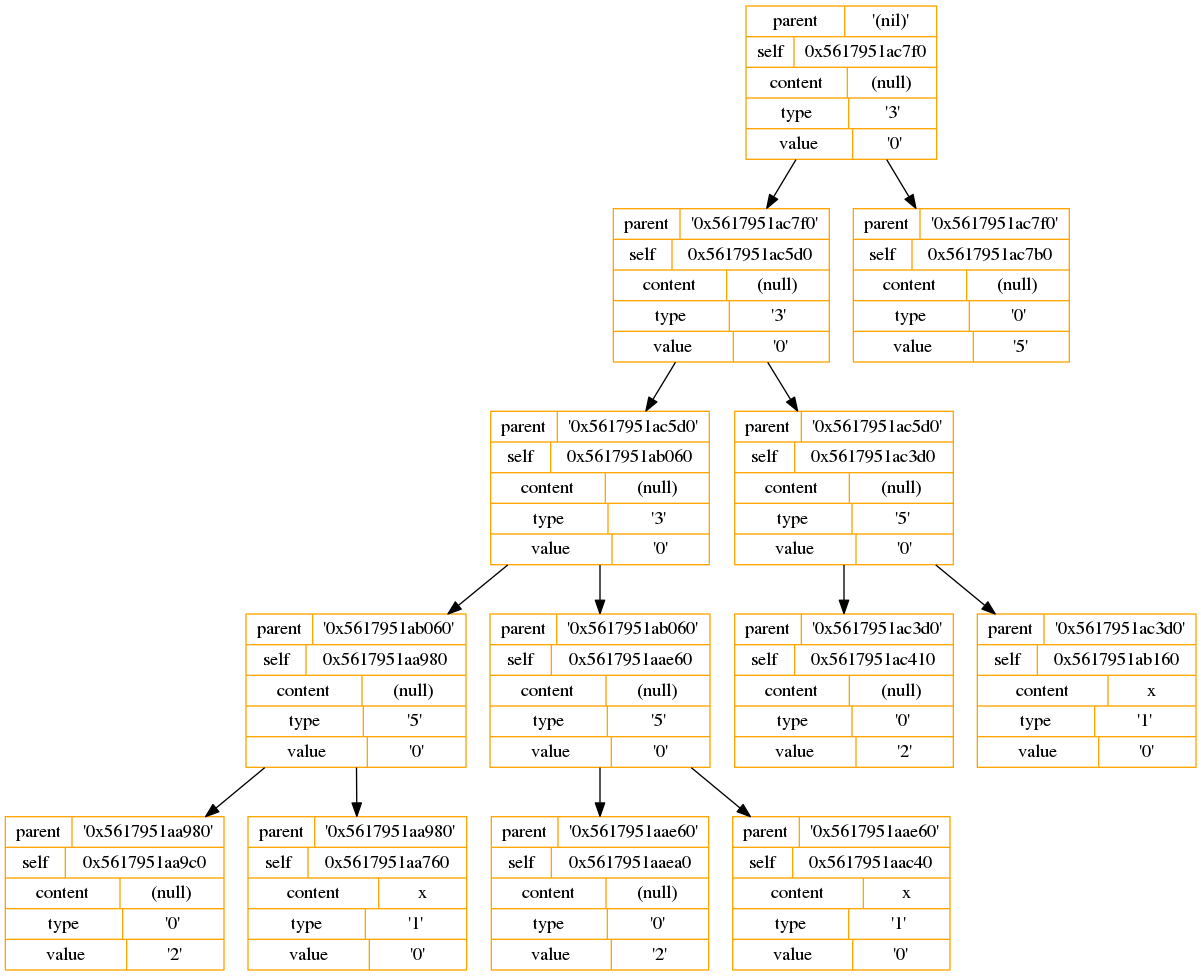 parent '(nil)'
self 0x5617951ac7f0
content (null)
type '3'
value '0'
parent '0x5617951ac7f0'
self 0x5617951ac5d0
content (null)
type '3'
value '0'
parent '0x5617951ac7f0'
self 0x5617951ac7b0
content (null)
type '0'
value '5'
parent '0x5617951ac5d0'
self 0x5617951ab060
content (null)
type '3'
value '0'
parent '0x5617951ac5d0'
self 0x5617951ac3d0
content (null)
type '5'
value '0'
parent '0x5617951ab060'
self 0x5617951aa980
content (null)
type '5'
value '0'
parent '0x5617951ab060'
self 0x5617951aae60
content (null)
type '5'
value '0'
parent '0x5617951ac3d0'
self 0x5617951ac410
content (null)
type '0'
value '2'
parent '0x5617951ac3d0'
self 0x5617951ab160
content x
type '1'
value '0'
parent '0x5617951aa980'
self 0x5617951aa9c0
content (null)
type '0'
value '2'
parent '0x5617951aa980'
self 0x5617951aa760
content x
type '1'
value '0'
parent '0x5617951aae60'
self 0x5617951aaea0
content (null)
type '0'
value '2'
parent '0x5617951aae60'
self 0x5617951aac40
content x
type '1'
value '0'